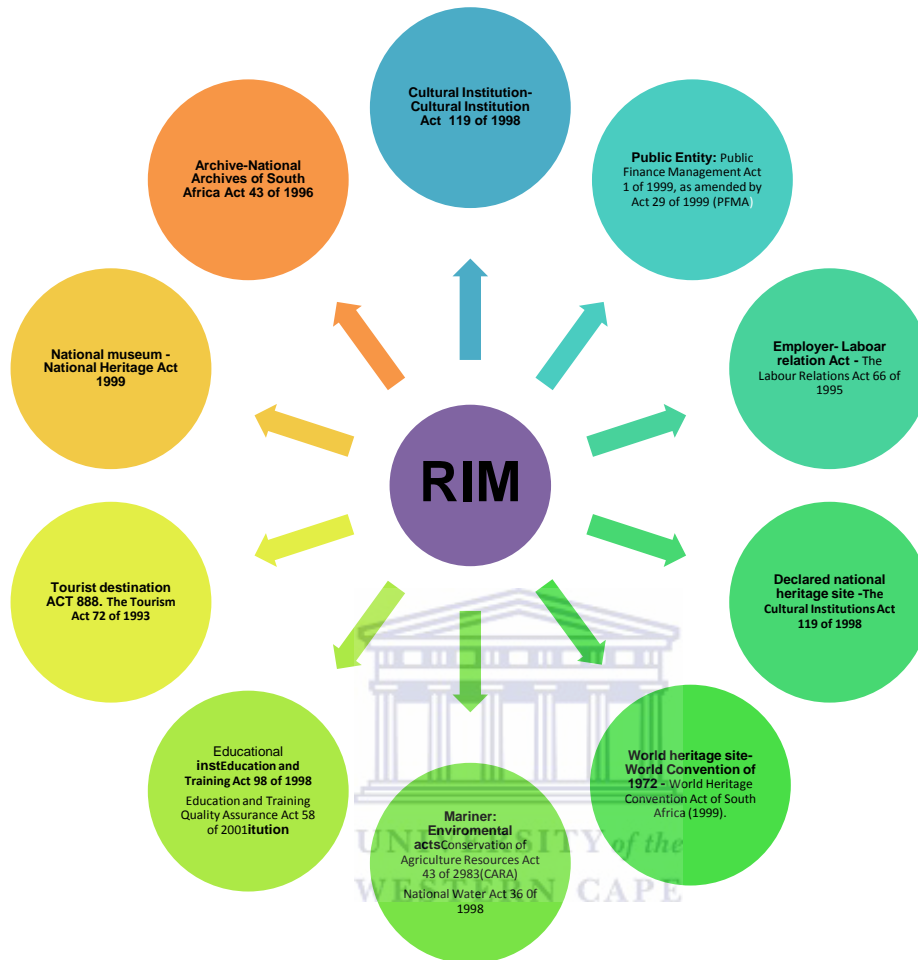 Cultural Institution-
Cultural Institution
Act 119 of 1998
Public Entity: Public
Finance Management Act
1 of 1999, as amended by
Act 29 of 1999 (PFMA)
Employer- Laboar
relation Act - The
Labour Relations Act 66 of
1995
Declared national
heritage site -The
Cultural Institutions Act
119 of 1998
World heritage site-
World Convention of
1972 - World Heritage
Convention Act of South
Africa (1999).
Mariner:
Enviromental
actsConservation of
Agriculture Resources Act
43 of 2983(CARA)
National Water Act 36 0f
1998
Educational
instEducation and
Training Act 98 of 1998
Education and Training
Quality Assurance Act 58
of 2001itution
Tourist destination
ACT 888. The Tourism
Act 72 of 1993
National museum -
National Heritage Act
1999
Archive-National
Archives of South
Africa Act 43 of 1996
RIM
UNIVERSITY of the
WESTERN CAPE